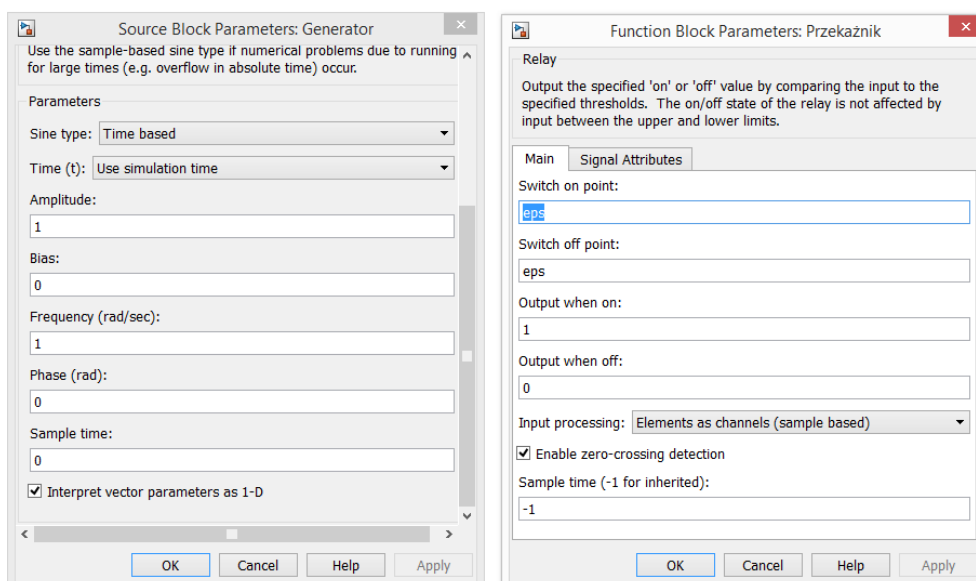 Source Block Parameters: Generator
Use the sample-based sine type if numerical problems due to running
for large times (e.g. overflow in absolute time) occur.
Parameters
Sine type: Time based
Time (t): Use simulation time
Amplitude:
1
Bias:
0
Frequency (rad/sec):
1
Phase (rad):
0
Sample time:
0
Interpret vector parameters as 1-D
OK Cancel Help Apply
Function Block Parameters: Przekażnik
Relay
Output the specified 'on' or 'off' value by comparing the input to the
specified thresholds. The on/off state of the relay is not affected by
input between the upper and lower limits.
Main Signal Attributes
Switch on point:
eps
Switch off point:
eps
Output when on:
1
Output when off:
0
Input processing: Elements as channels (sample based)
Enable zero-crossing detection
Sample time (-1 for inherited):
-1
OK Cancel Help Apply